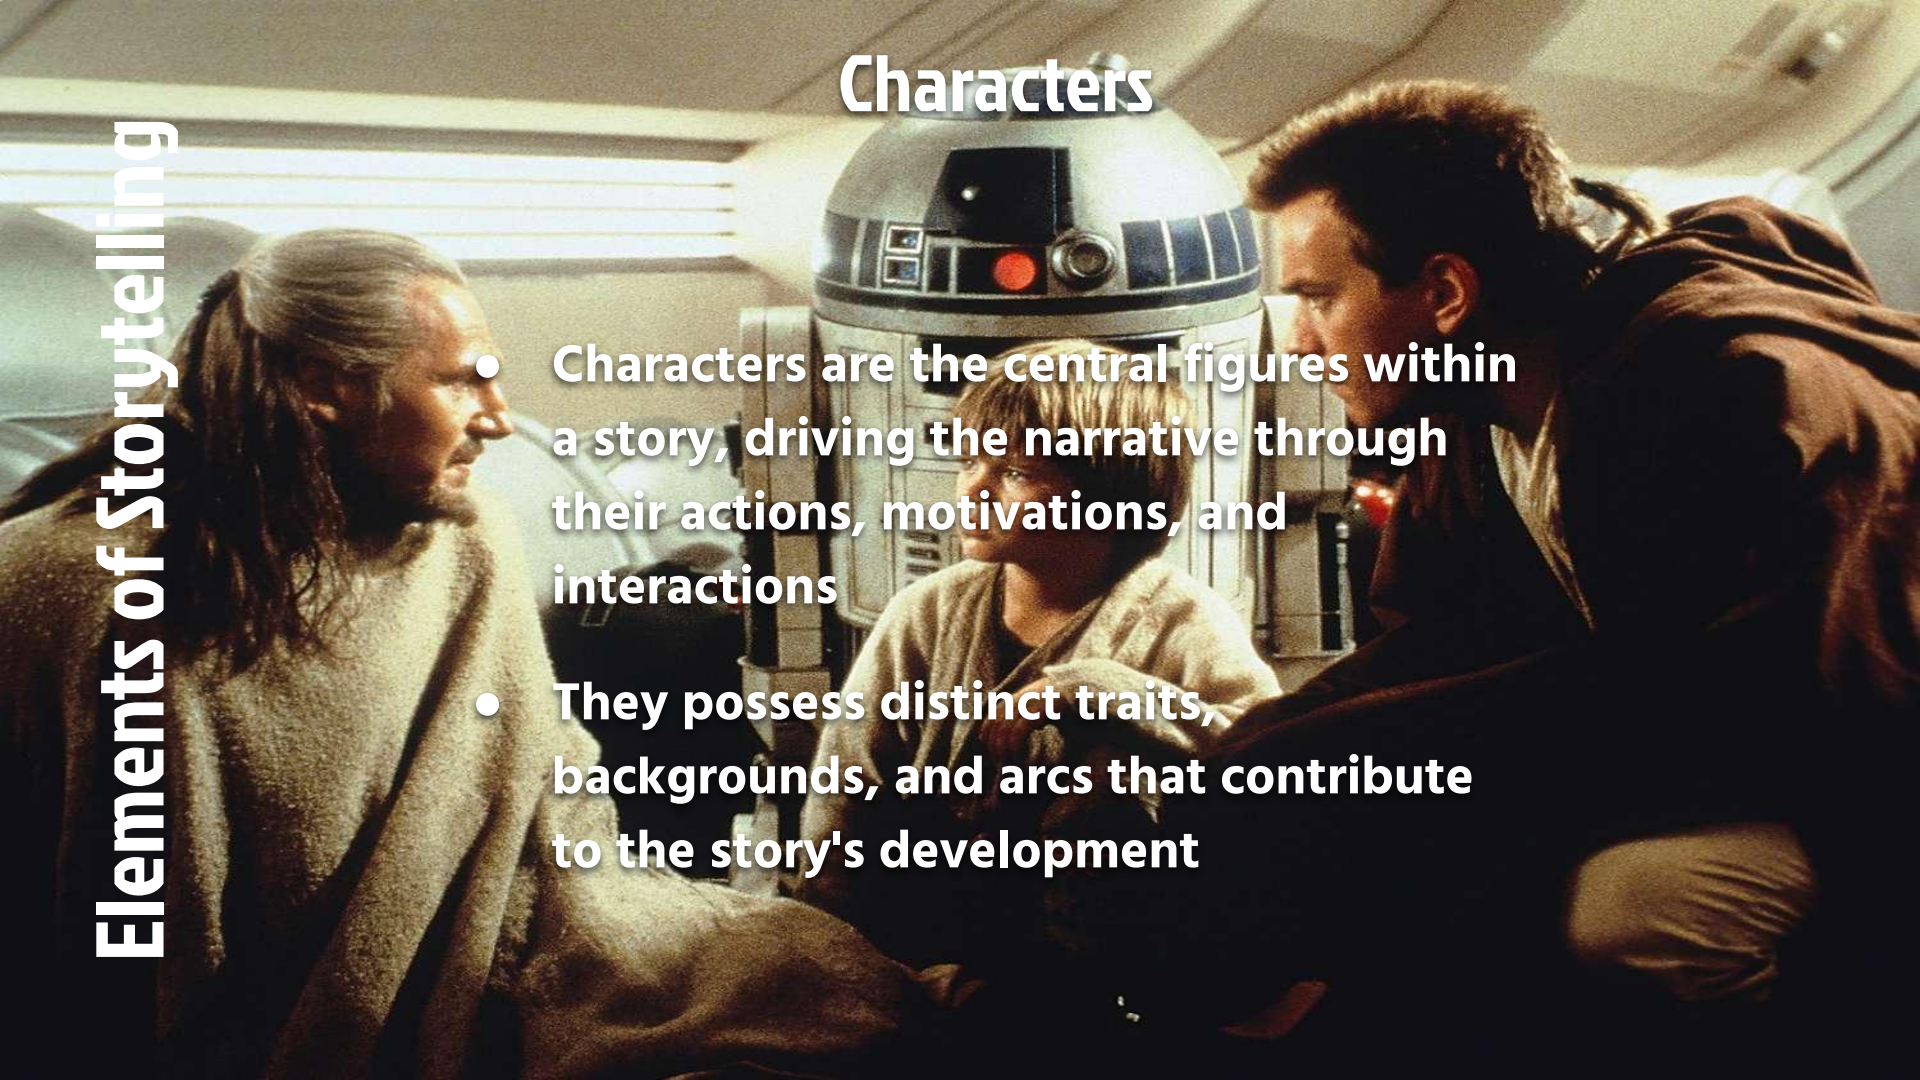 Characters
Elements of Storytelling
● Characters are the central figures within
a story, driving the narrative through
their actions, motivations, and
interactions
● They possess distinct traits,
backgrounds, and arcs that contribute
to the story's development